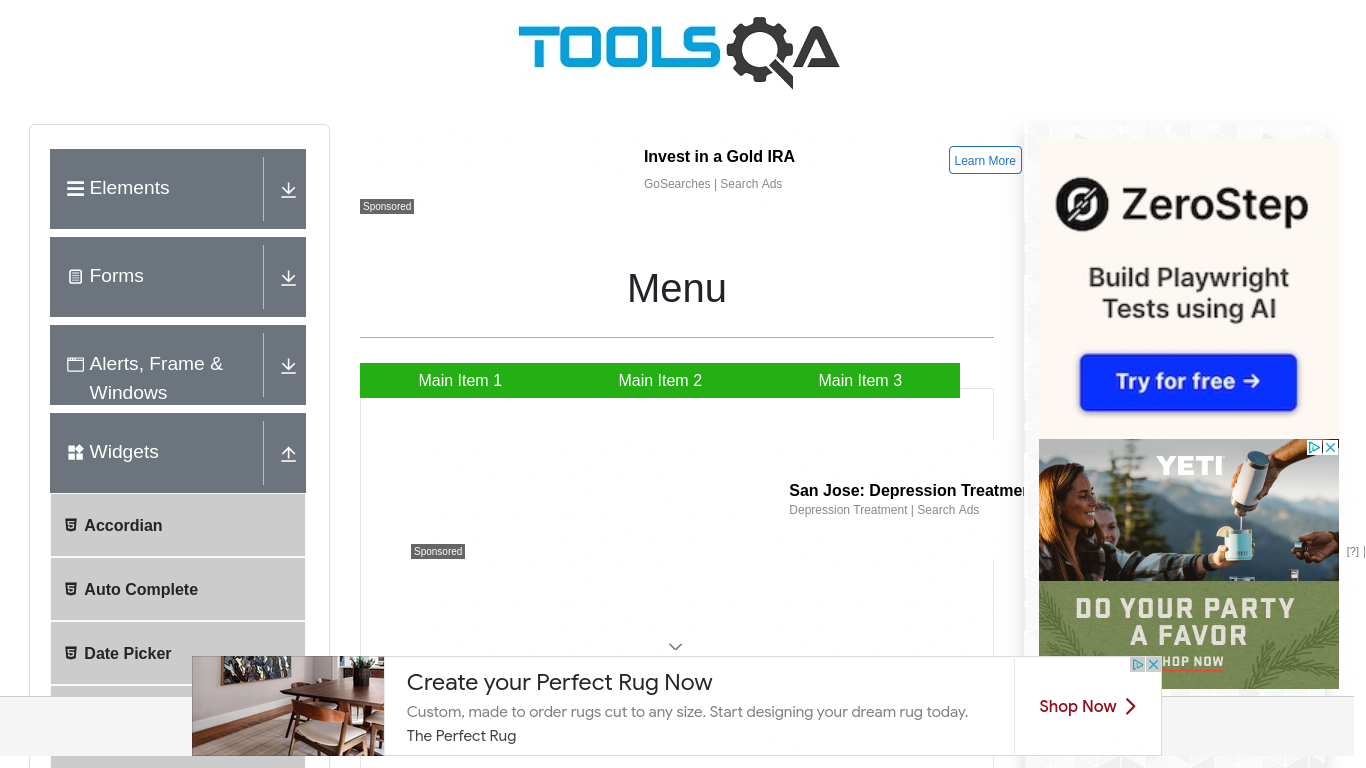 TOOLSQA
Elements
Forms
Alerts, Frame &
Windows
Widgets
Accordian
Auto Complete
Date Picker
Invest in a Gold IRA
GoSearches | Search Ads
Learn More
Sponsored
Menu
Main Item 1
Main Item 2
Main Item 3
San Jose: Depression
Depression Treatment | Search Ads
Sponsored
ZeroStep
Build Playwright
Tests using AI
Try for free →
YETI
[?]
DO YOUR PARTY
A FAVOR
NOW
Create your Perfect Rug Now
Custom, made to order rugs cut to any size. Start designing your dream rug today.
The Perfect Rug
Shop Now